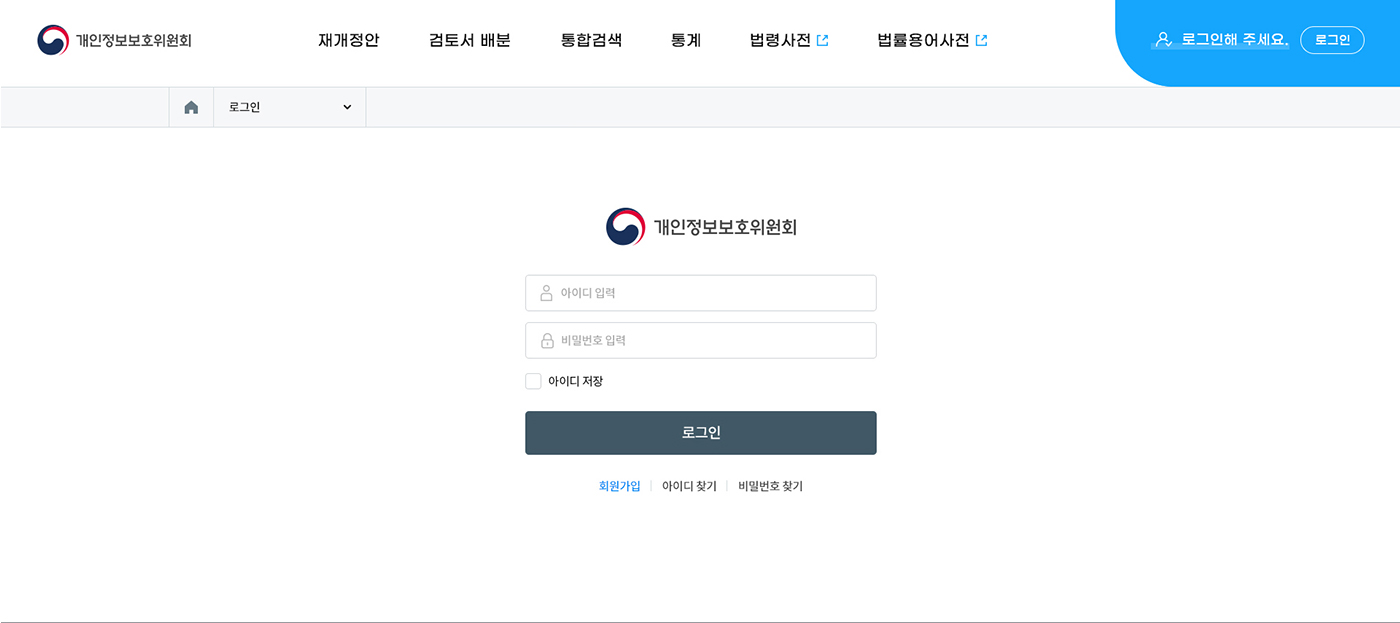 개인정보보호위원회
재개정안 검토서 배분 통합검색 통계 법령사전 법률용어사전
로그인해 주세요. 로그인
로그인
개인정보보호위원회
아이디 입력
비밀번호 입력
아이디 저장
로그인
회원가입 아이디 찾기 비밀번호 찾기